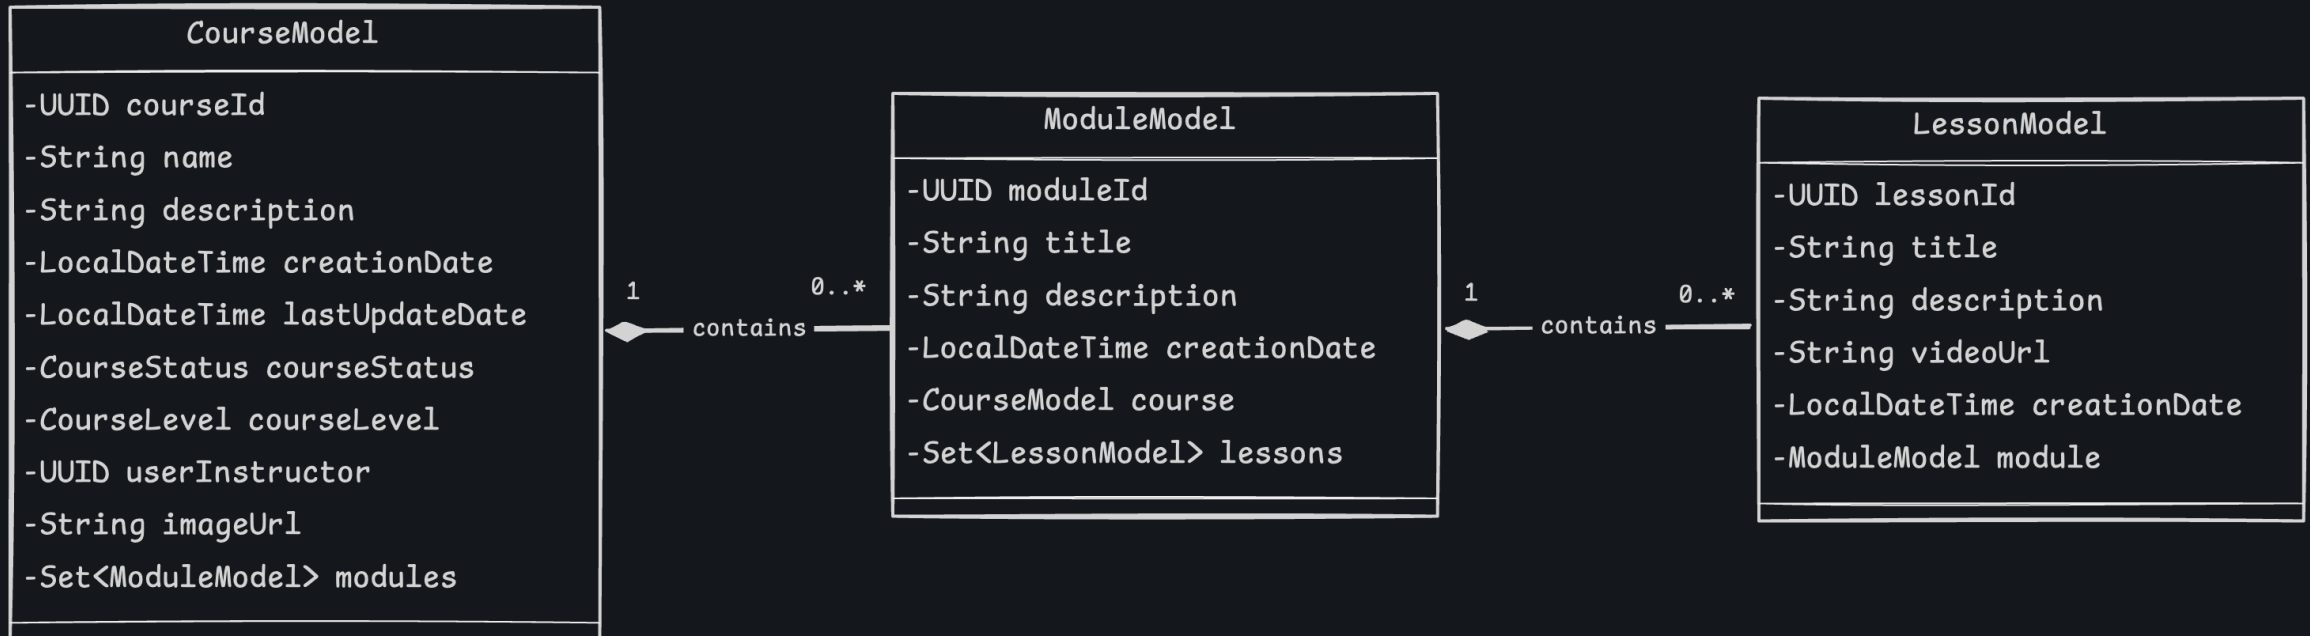 CourseModel
-UUID courseId
-String name
-String description
-LocalDateTime creationDate
-LocalDateTime lastUpdateDate
-CourseStatus courseStatus
-CourseLevel courseLevel
-UUID userInstructor
-String imageUrl
-Set<ModuleModel> modules
1
contains
0..*
ModuleModel
-UUID moduleId
-String title
-String description
-LocalDateTime creationDate
-CourseModel course
-Set<LessonModel> lessons
1
contains
0..*
LessonModel
-UUID lessonId
-String title
-String description
-String videoUrl
-LocalDateTime creationDate
-ModuleModel module